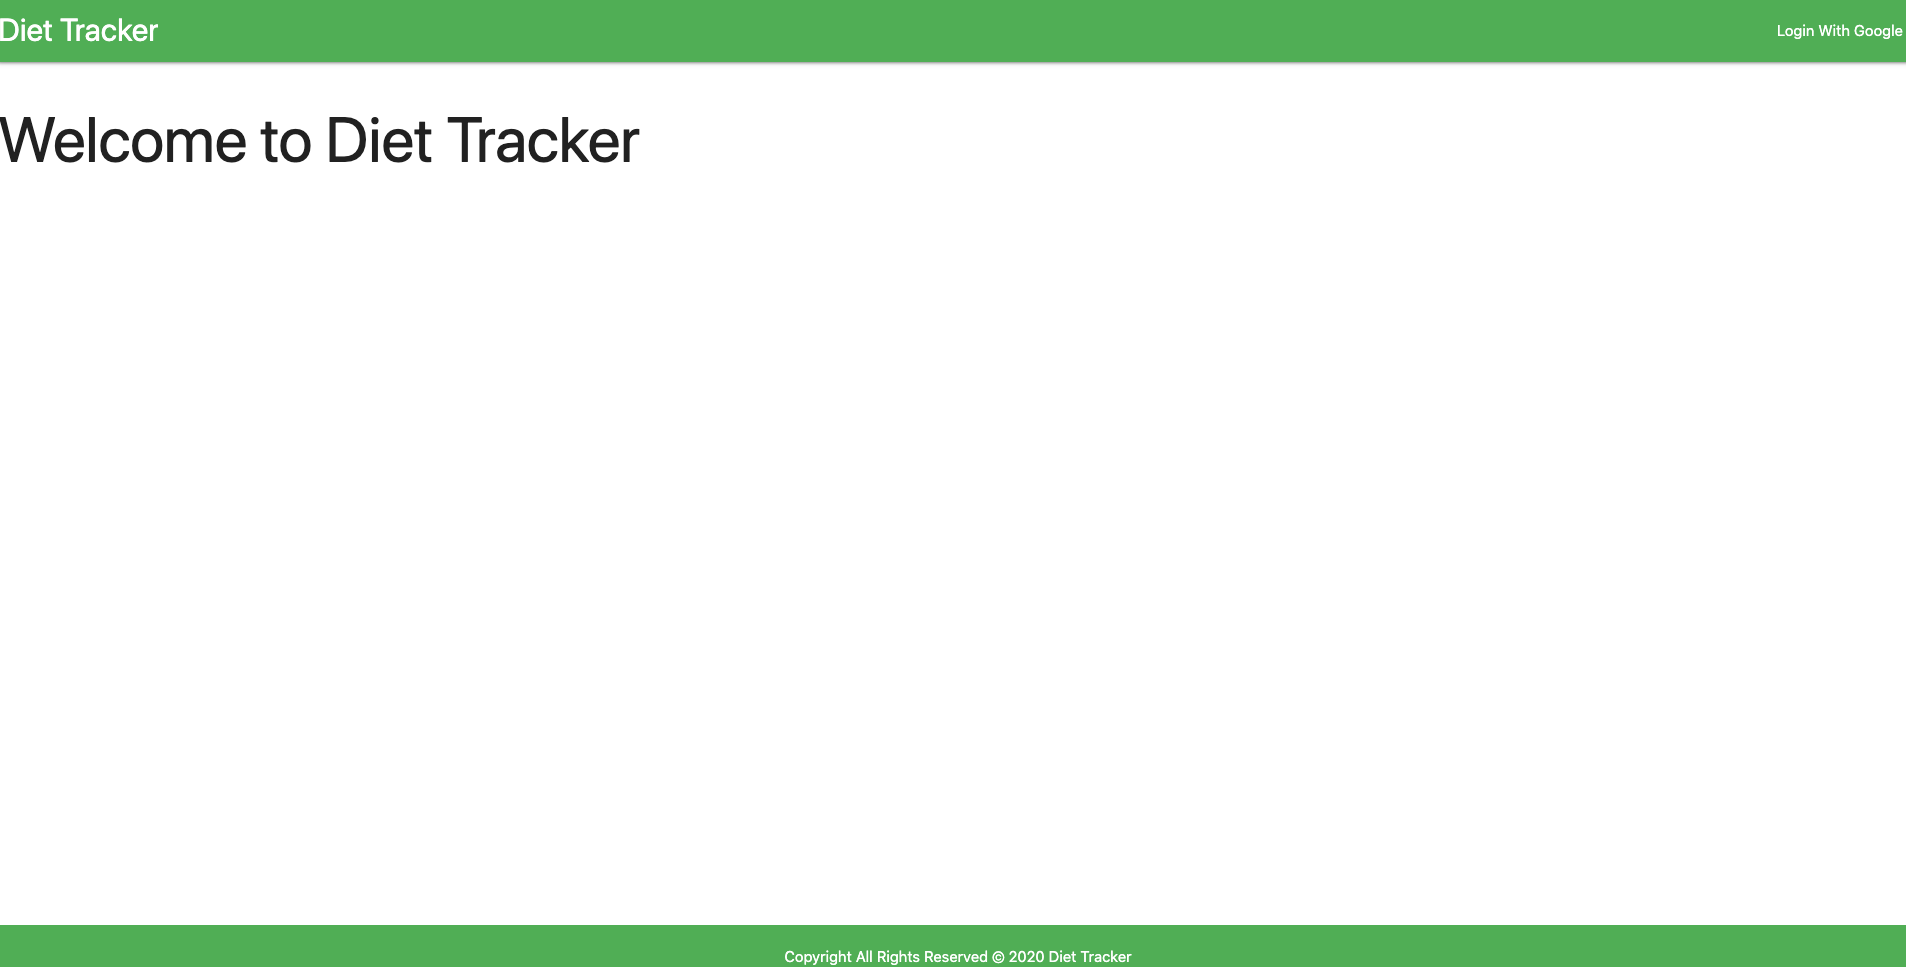 Diet Tracker
Login With Google
Welcome to Diet Tracker
Copyright All Rights Reserved © 2020 Diet Tracker